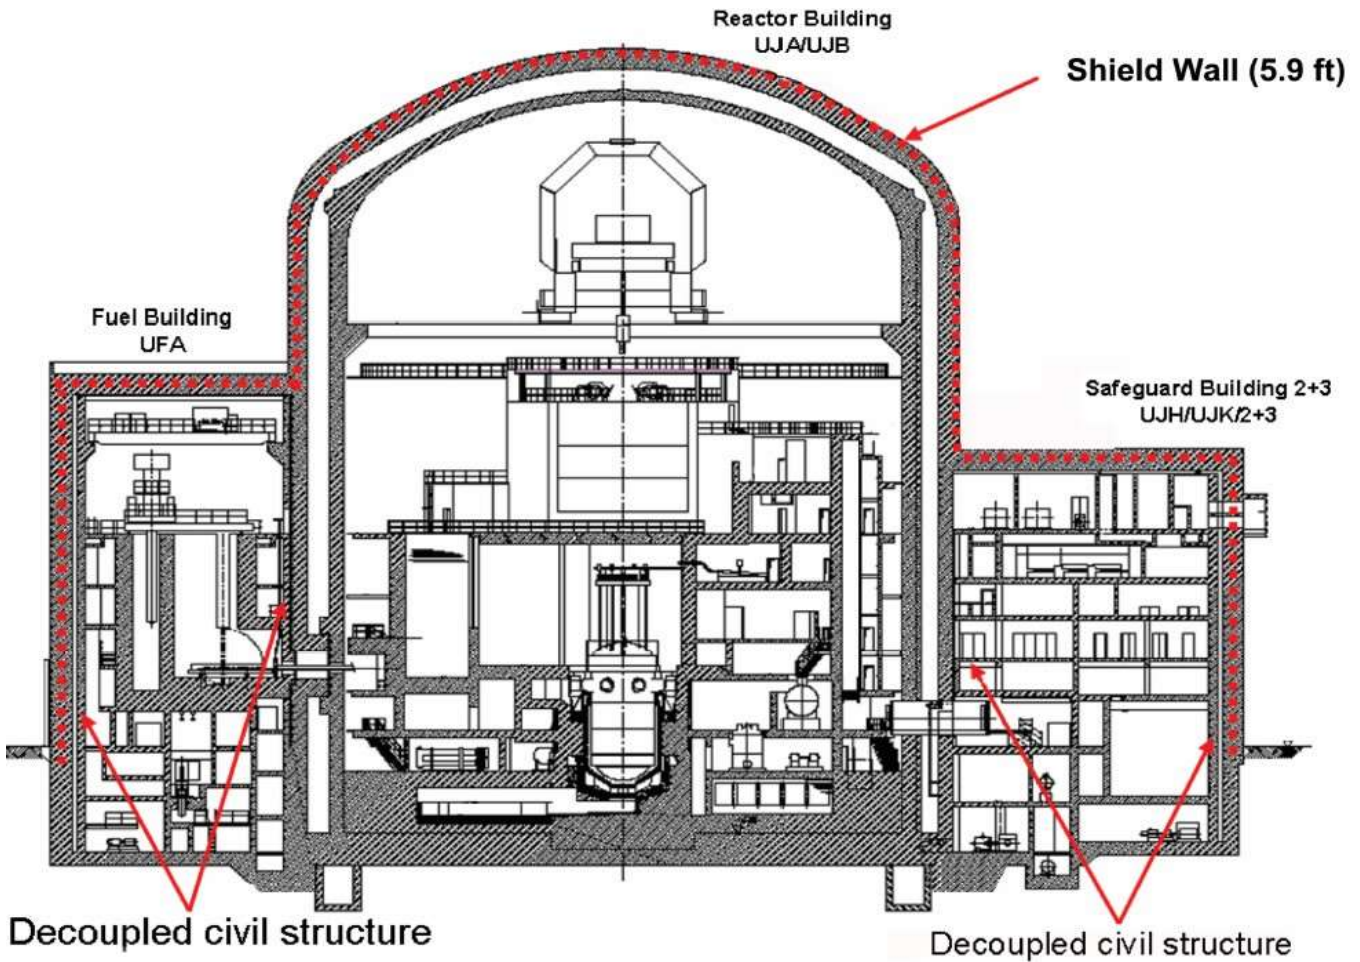 Reactor Building
UJA/UJB
Shield Wall (5.9 ft)
Fuel Building
UFA
Safeguard Building 2+3
UJH/UJK/2+3
Decoupled civil structure
Decoupled civil structure